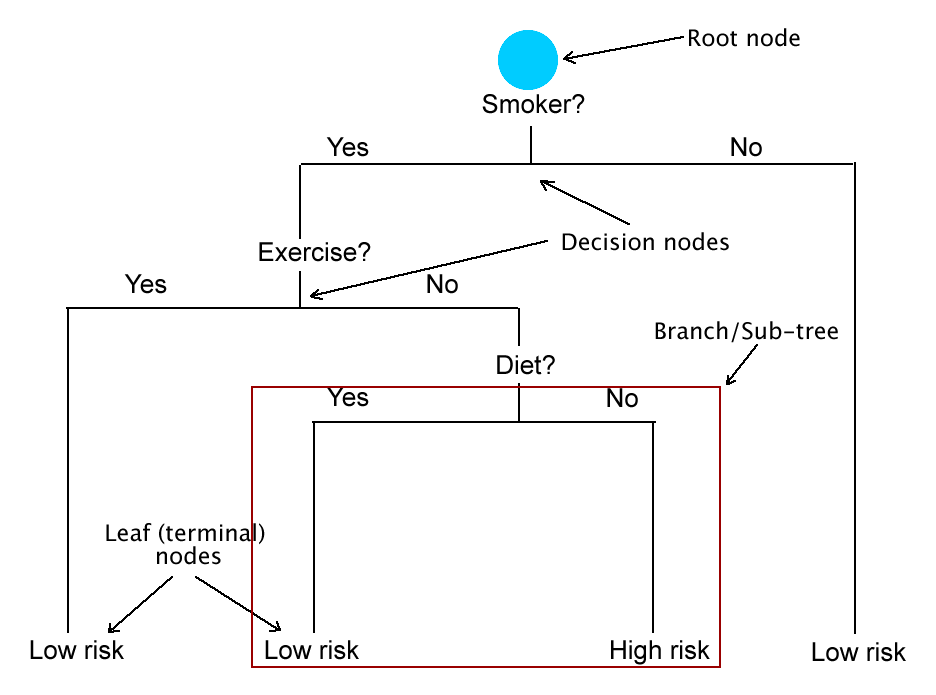 Root node
Smoker?
Yes
No
Decision nodes
Exercise?
Yes
No
Branch/Sub-tree
Diet?
Yes
No
Leaf (terminal)
nodes
Low risk
Low risk
High risk
Low risk